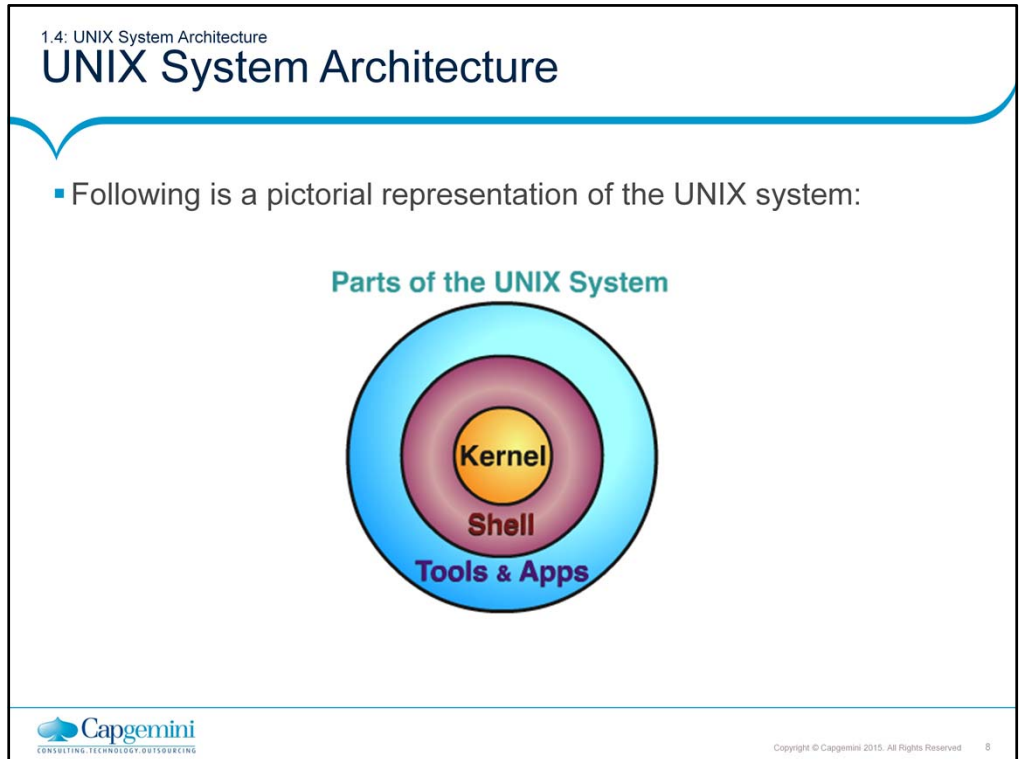 1.4: UNIX System Architecture
UNIX System Architecture
Following is a pictorial representation of the UNIX system:
Parts of the UNIX System
Kernel
Shell
Tools & Apps
Capgemini
CONSULTING.TECHNOLOGY.OUTSOURCING
Copyright © Capgemini 2015. All Rights Reserved 8